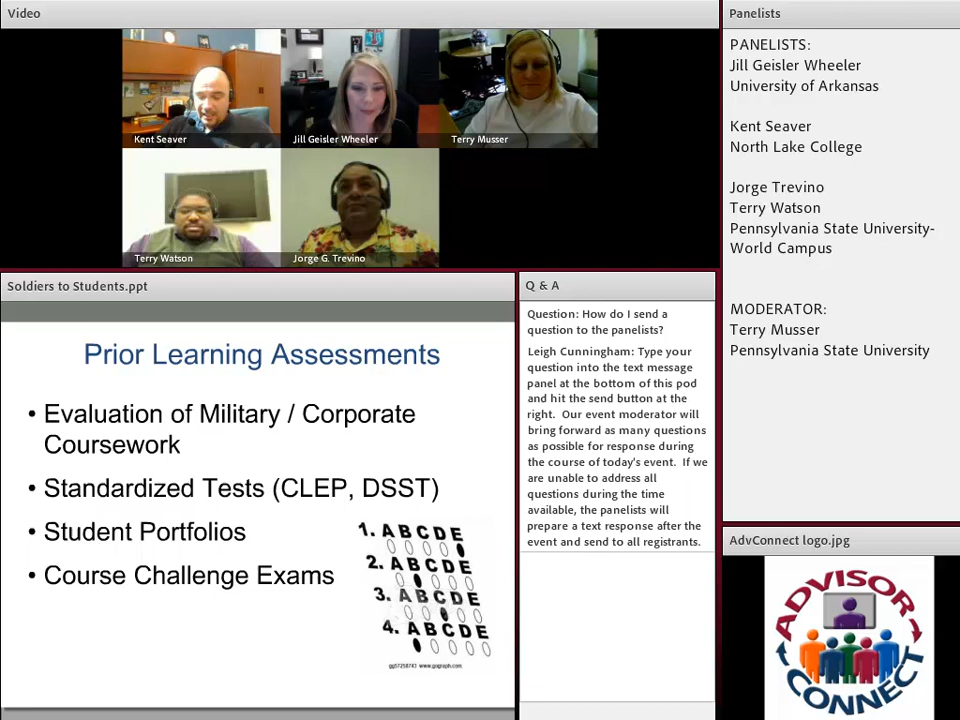 Video
Kent Seaver
Jill Geisler Wheeler
Terry Musser
Terry Watson
Jorge G. Trevino
Soldiers to Students.ppt
Prior Learning Assessments
• Evaluation of Military / Corporate
Coursework
• Standardized Tests (CLEP, DSST)
• Student Portfolios
• Course Challenge Exams
1. A B C D E
2. A B C D E
3. A B C D E
4. A B C D E
gg57258743 www.gograph.com
Q & A
Question: How do I send a
question to the panelists?
Leigh Cunningham: Type your
question into the text message
panel at the bottom of this pod
and hit the send button at the
right. Our event moderator will
bring forward as many questions
as possible for response during
the course of today's event. If we
are unable to address all
questions during the time
available, the panelists will
prepare a text response after the
event and send to all registrants.
Panelists
PANELISTS:
Jill Geisler Wheeler
University of Arkansas
Kent Seaver
North Lake College
Jorge Trevino
Terry Watson
Pennsylvania State University-
World Campus
MODERATOR:
Terry Musser
Pennsylvania State University
AdvConnect logo.jpg
ADVISOR
CONNECT